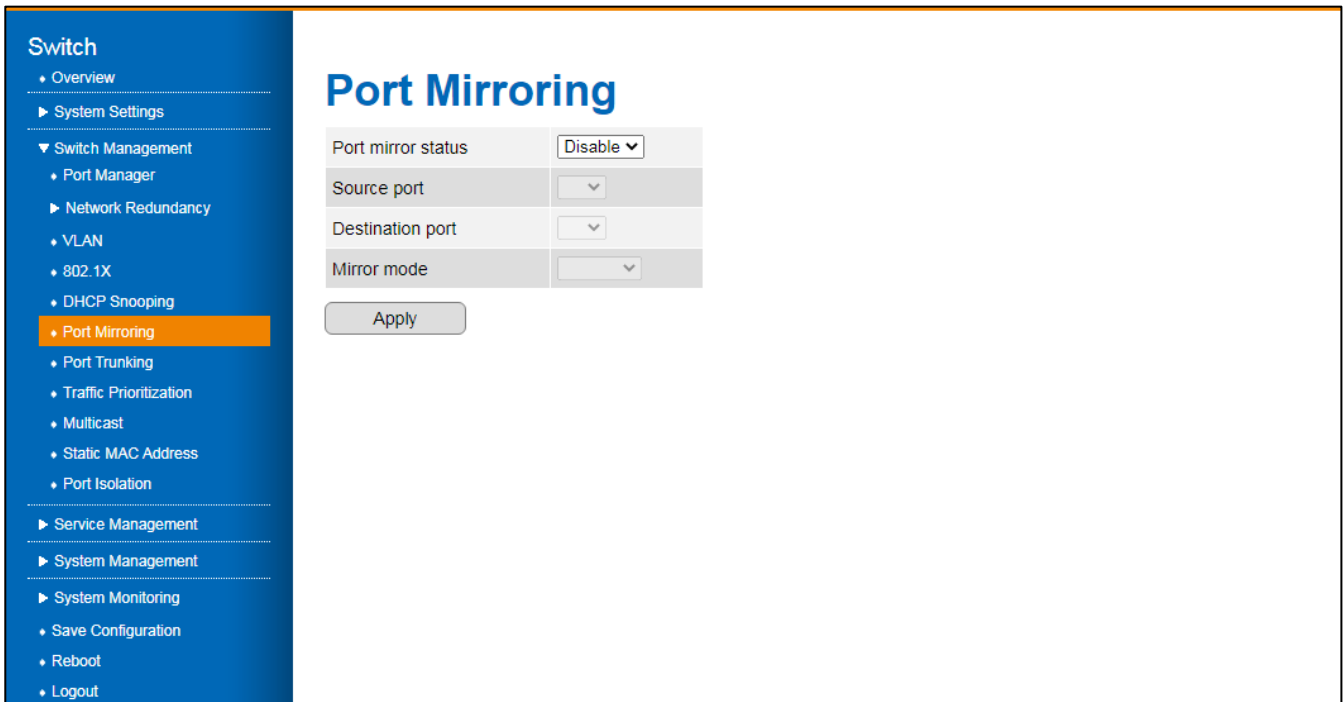 Switch
Overview
System Settings
Switch Management
Port Manager
Network Redundancy
VLAN
802.1X
DHCP Snooping
Port Mirroring
Port Trunking
Traffic Prioritization
Multicast
Static MAC Address
Port Isolation
Service Management
System Management
System Monitoring
Save Configuration
Reboot
Logout
Port Mirroring
Port mirror status Disable
Source port
Destination port
Mirror mode
Apply